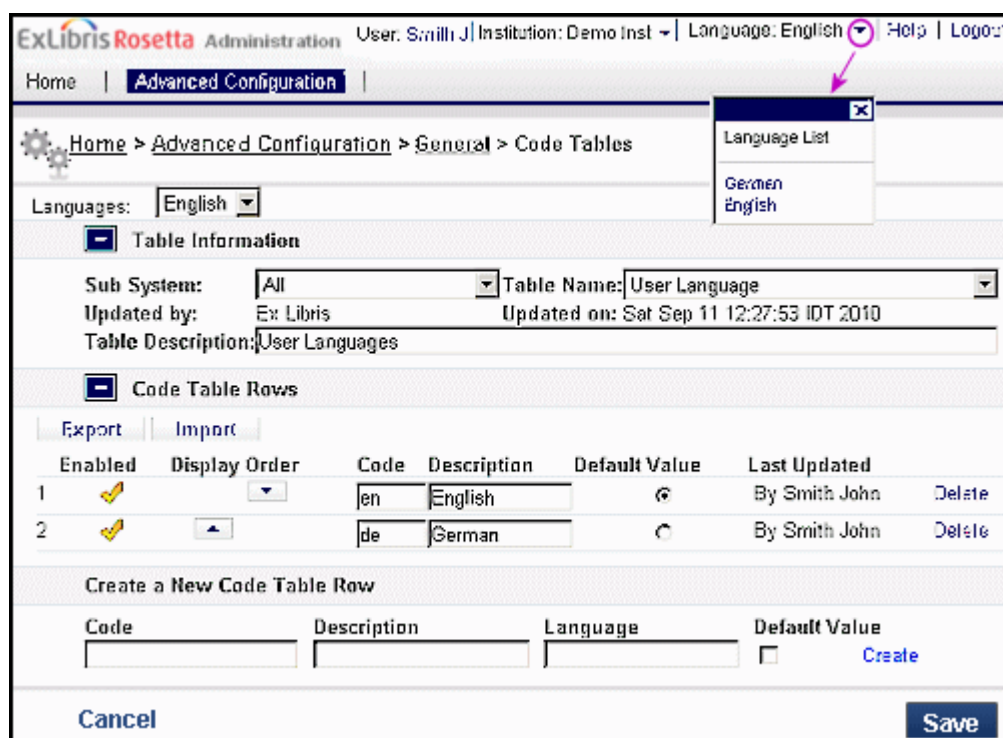 ExLibris Rosetta Administration User: Smith J | Institution: Demo Inst | Language: English | Help | Logout
Home | Advanced Configuration |
Language List
German
English
Home > Advanced Configuration > General > Code Tables
Languages: English
Table Information
Sub System: All Table Name: User Language
Updated by: Ex Libris Updated on: Sat Sep 11 12:27:53 IDT 2010
Table Description: User Languages
Code Table Rows
Export Import
Enabled Display Order Code Description Default Value Last Updated
1 en English By Smith John Delete
2 de German By Smith John Delete
Create a New Code Table Row
Code Description Language Default Value
Create
Cancel Save